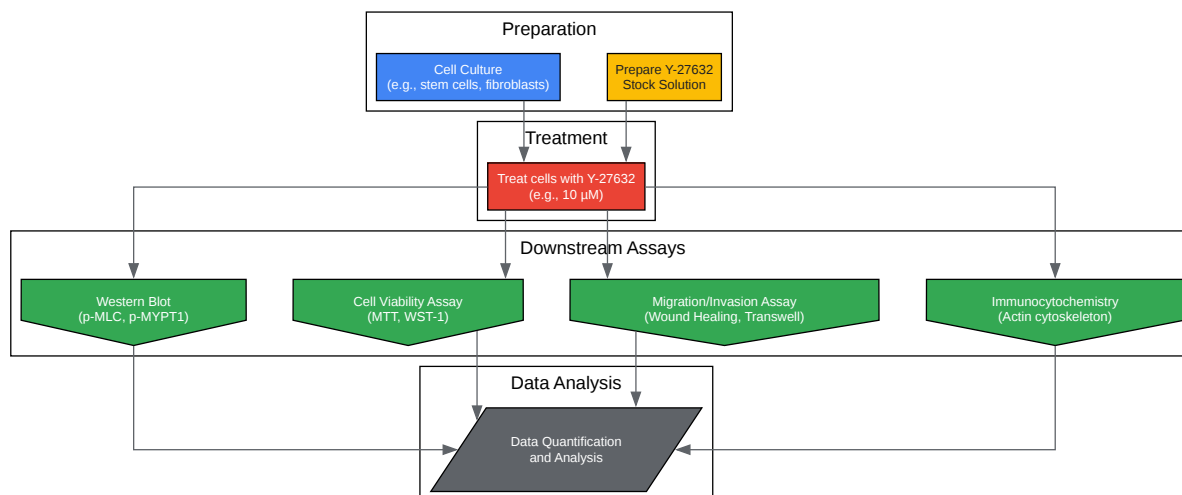 Preparation
Cell Culture
(e.g., stem cells, fibroblasts)
Prepare Y-27632
Stock Solution
Treatment
Treat cells with Y-27632
(e.g., 10 µM)
Downstream Assays
Western Blot
(p-MLC, p-MYPT1)
Cell Viability Assay
(MTT, WST-1)
Migration/Invasion Assay
(Wound Healing, Transwell)
Immunocytochemistry
(Actin cytoskeleton)
Data Analysis
Data Quantification
and Analysis